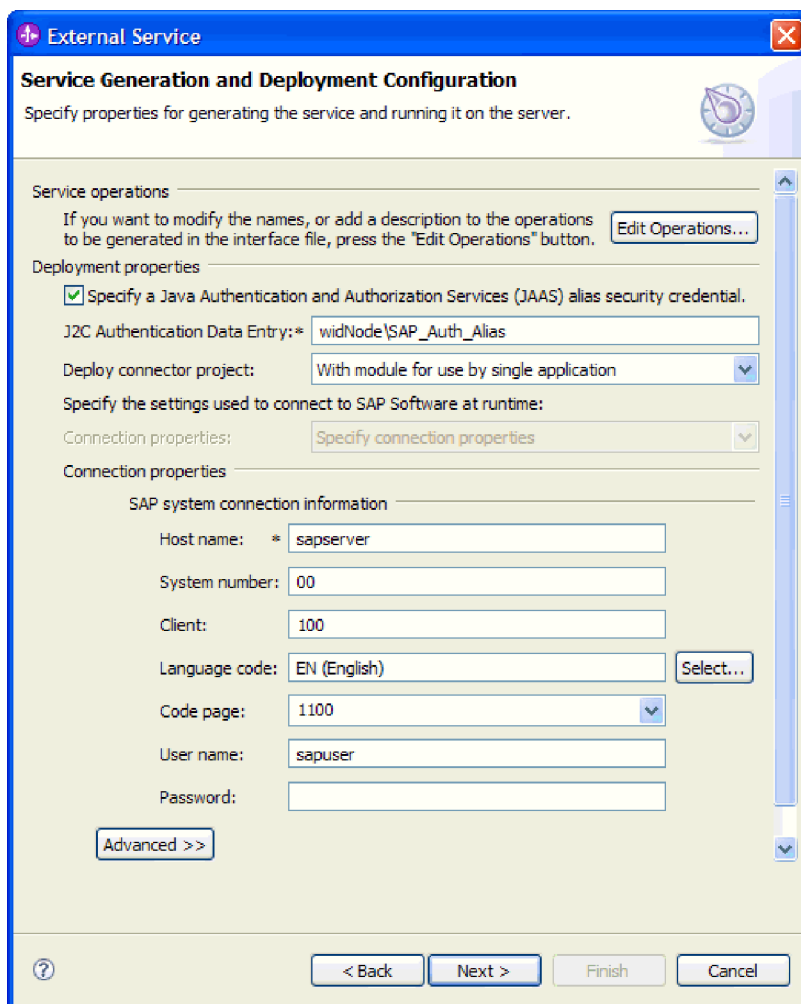 External Service
Service Generation and Deployment Configuration
Specify properties for generating the service and running it on the server.
Service operations
If you want to modify the names, or add a description to the operations
to be generated in the interface file, press the "Edit Operations" button.
Edit Operations...
Deployment properties
Specify a Java Authentication and Authorization Services (JAAS) alias security credential.
J2C Authentication Data Entry:* widNode\SAP_Auth_Alias
Deploy connector project: With module for use by single application
Specify the settings used to connect to SAP Software at runtime:
Connection properties: Specify connection properties
Connection properties
SAP system connection information
Host name: * sapserver
System number: 00
Client: 100
Language code: EN (English) Select...
Code page: 1100
User name: sapuser
Password:
Advanced >>
? < Back Next > Finish Cancel